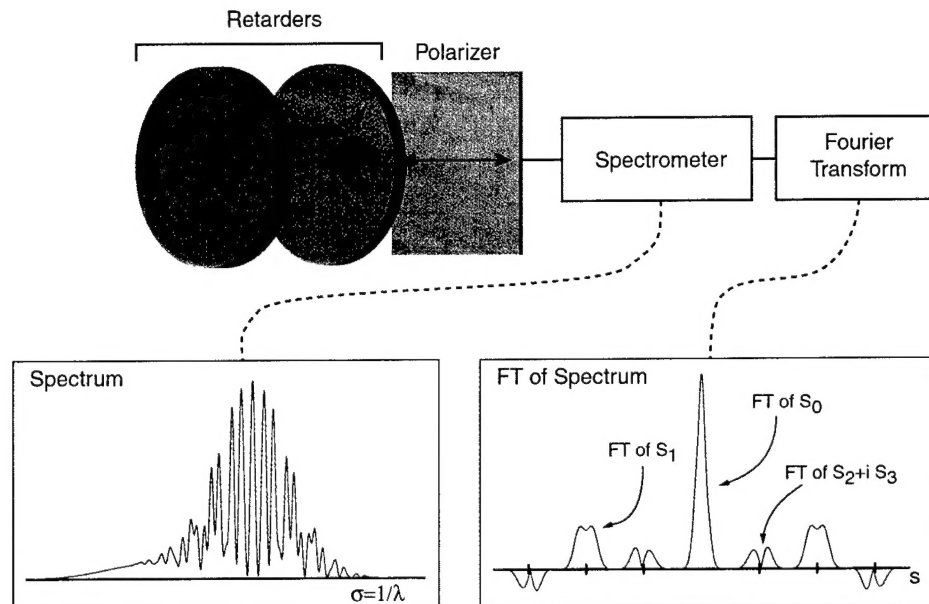 Retarders
Polarizer
Spectrometer
Fourier
Transform
Spectrum
σ=1/λ
FT of Spectrum
FT of S₀
FT of S₁
FT of S₂+i S₃
s